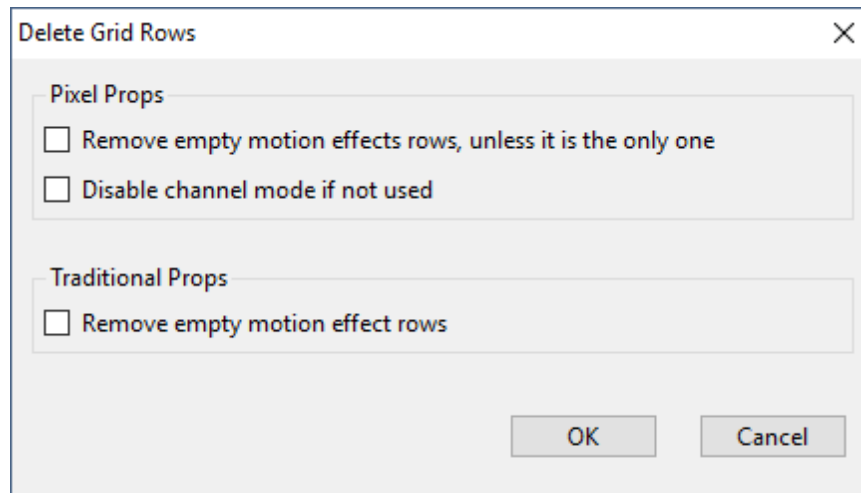 Delete Grid Rows
Pixel Props
Remove empty motion effects rows, unless it is the only one
Disable channel mode if not used
Traditional Props
Remove empty motion effect rows
OK
Cancel